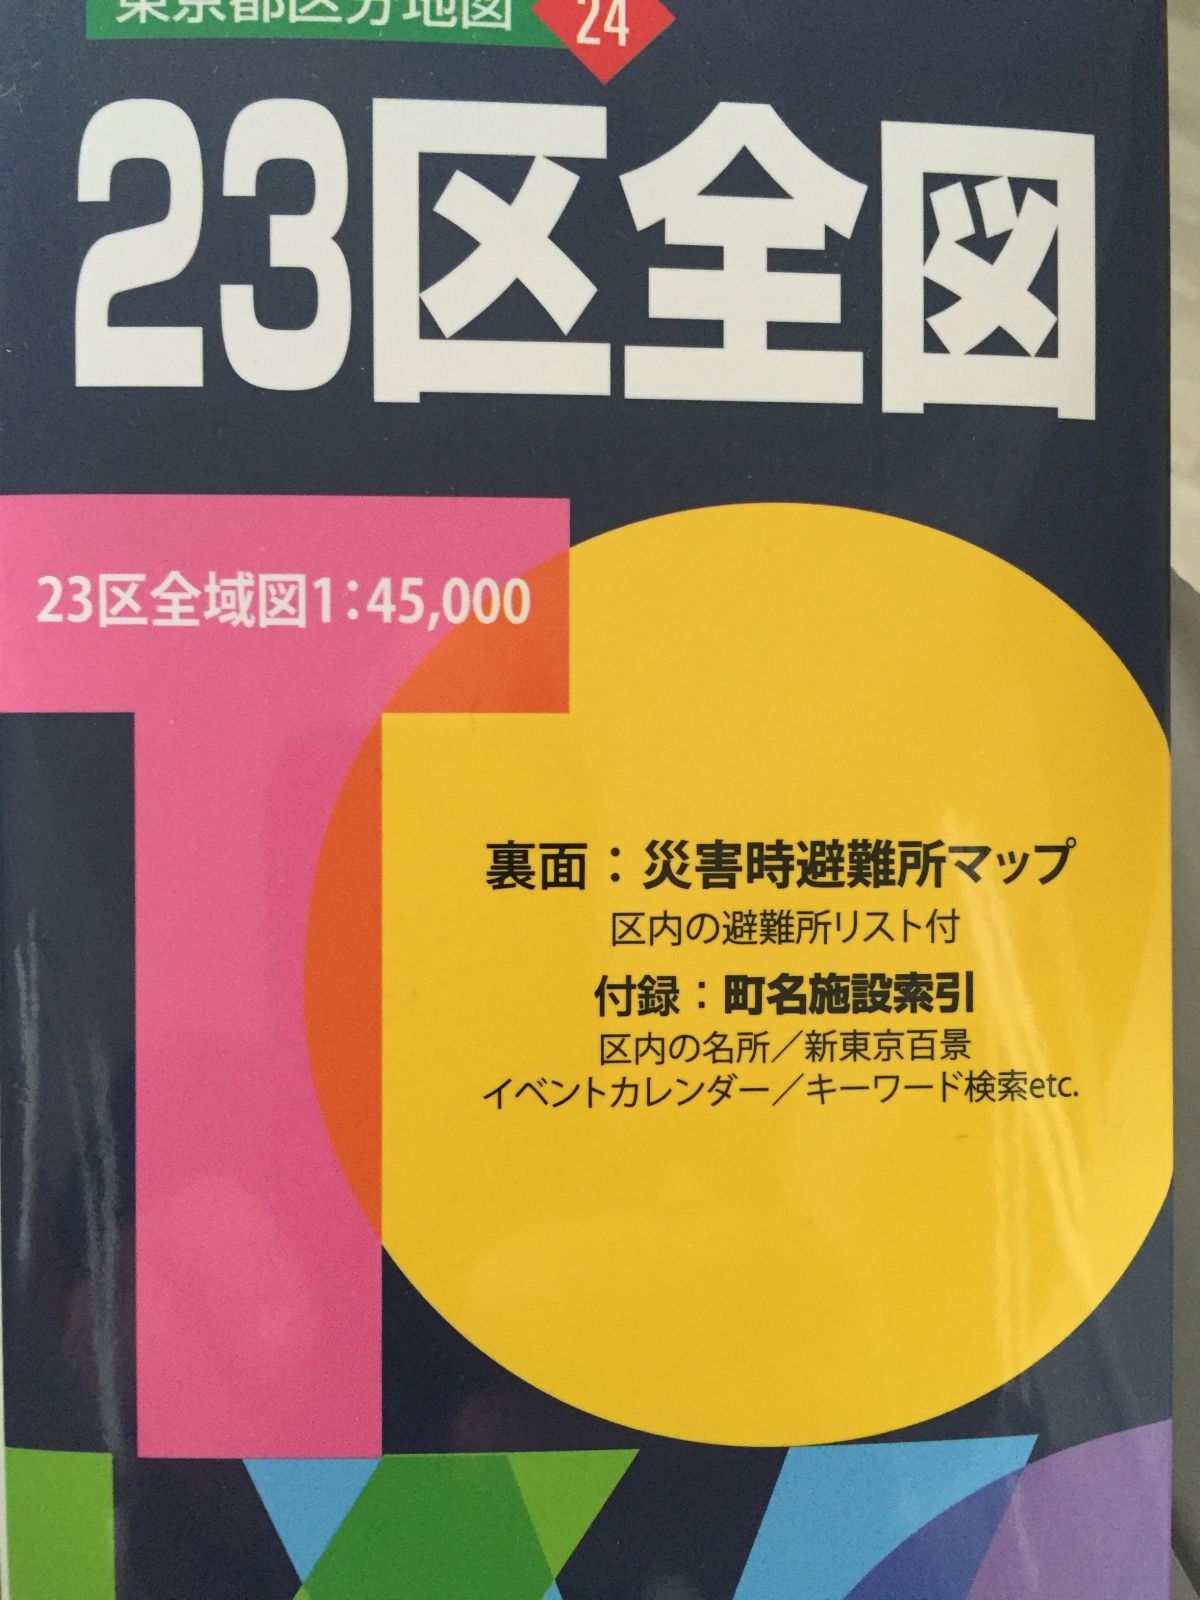 東京都区分地図
24
23区全図
TO
23区全域図1:45,000
裏面：災害時避難所マップ
区内の避難所リスト付
付録：町名施設索引
区内の名所／新東京百景
イベントカレンダー／キーワード検索etc.